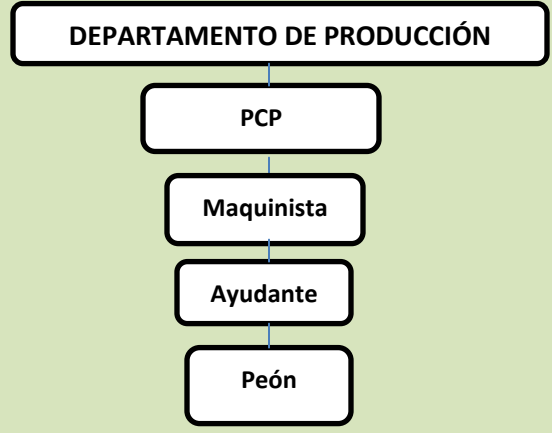 DEPARTAMENTO DE PRODUCCIÓN
PCP
Maquinista
Ayudante
Peón